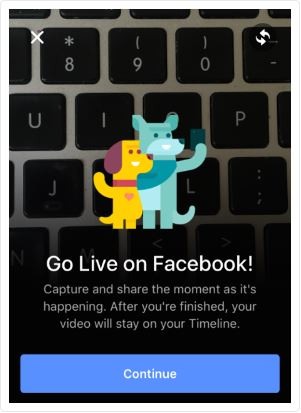 * ( ) _
8 9 0 -
U I O P
J L : ;
< >
Go Live on Facebook!
Capture and share the moment as it's
happening. After you're finished, your
video will stay on your Timeline.
Continue